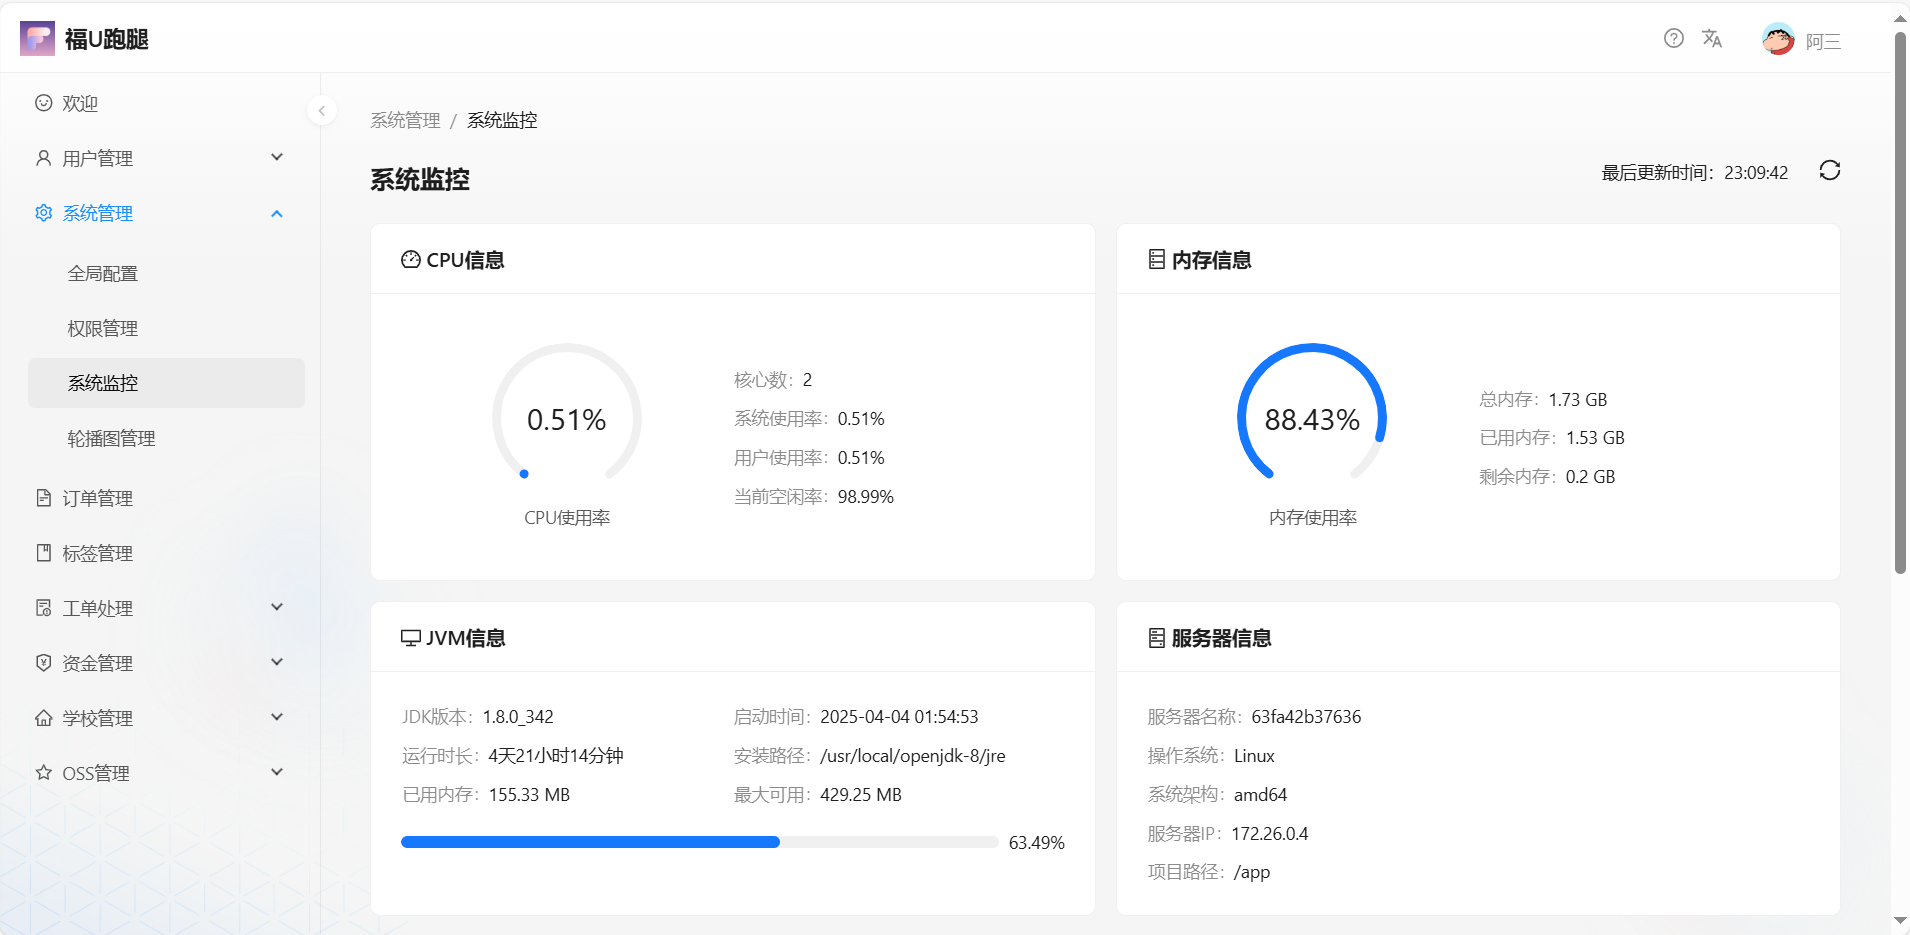 福U跑腿
阿三
欢迎
用户管理
系统管理
全局配置
权限管理
系统监控
轮播图管理
订单管理
标签管理
工单处理
资金管理
学校管理
OSS管理
系统管理 / 系统监控
系统监控
最后更新时间：23:09:42
CPU信息
0.51%
CPU使用率
核心数：2
系统使用率：0.51%
用户使用率：0.51%
当前空闲率：98.99%
内存信息
88.43%
内存使用率
总内存：1.73 GB
已用内存：1.53 GB
剩余内存：0.2 GB
JVM信息
JDK版本：1.8.0_342
启动时间：2025-04-04 01:54:53
运行时长：4天21小时14分钟
安装路径：/usr/local/openjdk-8/jre
已用内存：155.33 MB
最大可用：429.25 MB
63.49%
服务器信息
服务器名称：63fa42b37636
操作系统：Linux
系统架构：amd64
服务器IP：172.26.0.4
项目路径：/app